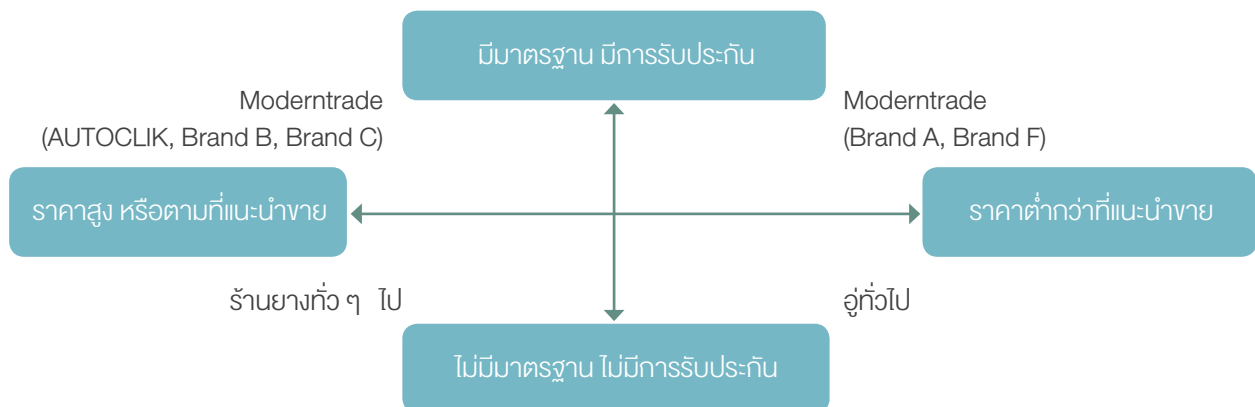 มีมาตรฐาน มีการรับประกัน
Moderntrade
(AUTOCLIK, Brand B, Brand C)
Moderntrade
(Brand A, Brand F)
ราคาสูง หรือตามที่แนะนำขาย
ราคาต่ำกว่าที่แนะนำขาย
ร้านยางทั่ว ๆ ไป
อู่ทั่วไป
ไม่มีมาตรฐาน ไม่มีการรับประกัน